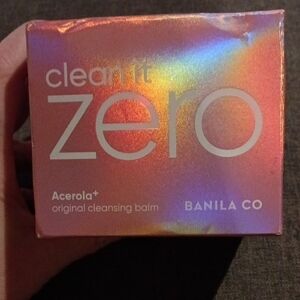 clean it
zero
Acerola+
original cleansing balm
BANILA CO